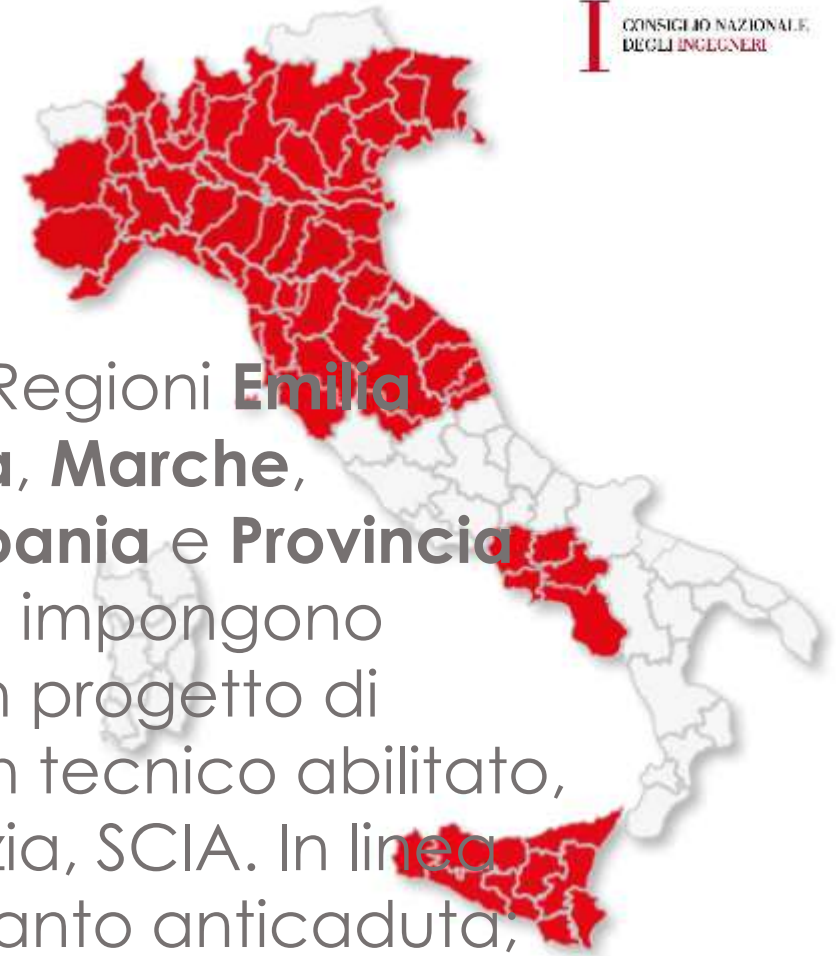 CONSIGLIO NAZIONALE
DEGLI INGEGNERI
Regioni Emilia
a, Marche,
pania e Provincia
impongono
n progetto di
n tecnico abilitato,
zia, SCIA. In linea
anto anticaduta;